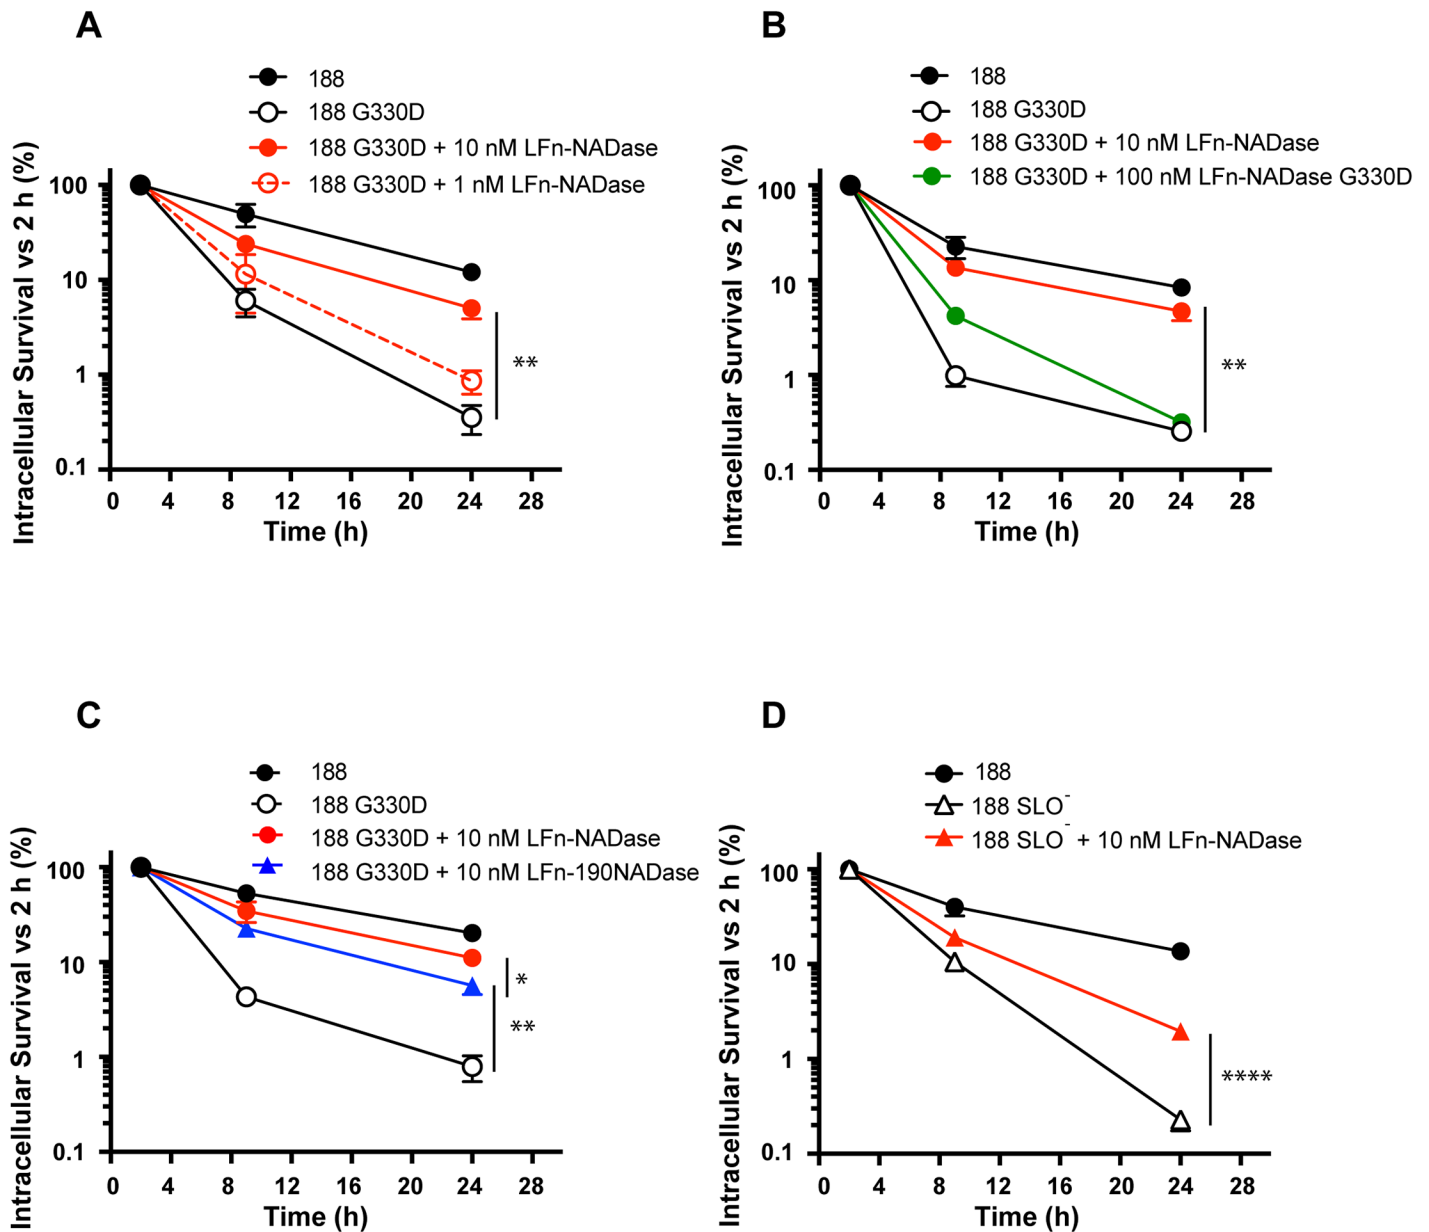 A
188
188 G330D
188 G330D + 10 nM LFn-NADase
188 G330D + 1 nM LFn-NADase
Intracellular Survival vs 2 h (%)
100
10
1
0.1
**
0 4 8 12 16 20 24 28
Time (h)
B
188
188 G330D
188 G330D + 10 nM LFn-NADase
188 G330D + 100 nM LFn-NADase G330D
Intracellular Survival vs 2 h (%)
100
10
1
0.1
**
0 4 8 12 16 20 24 28
Time (h)
C
188
188 G330D
188 G330D + 10 nM LFn-NADase
188 G330D + 10 nM LFn-190NADase
Intracellular Survival vs 2 h (%)
100
10
1
0.1
*
**
0 4 8 12 16 20 24 28
Time (h)
D
188
188 SLO⁻
188 SLO⁻ + 10 nM LFn-NADase
Intracellular Survival vs 2 h (%)
100
10
1
0.1
****
0 4 8 12 16 20 24 28
Time (h)